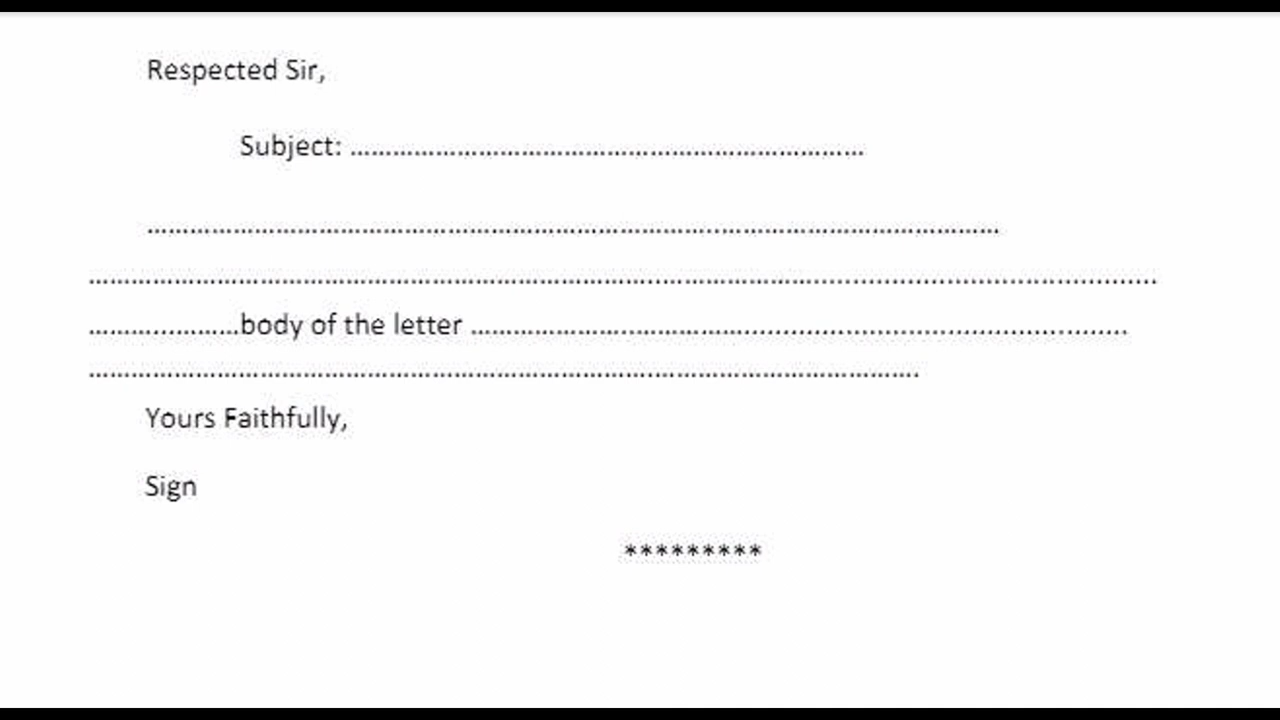 Respected Sir,
Subject: ……………………………………………………………
……………………………………………………………………..…………………………………
…………………………………………………………………….……………………...............................................
………..………..body of the letter …………………..……………................................................
…………………………………………………………………….……………………………….
Yours Faithfully,
Sign
*********